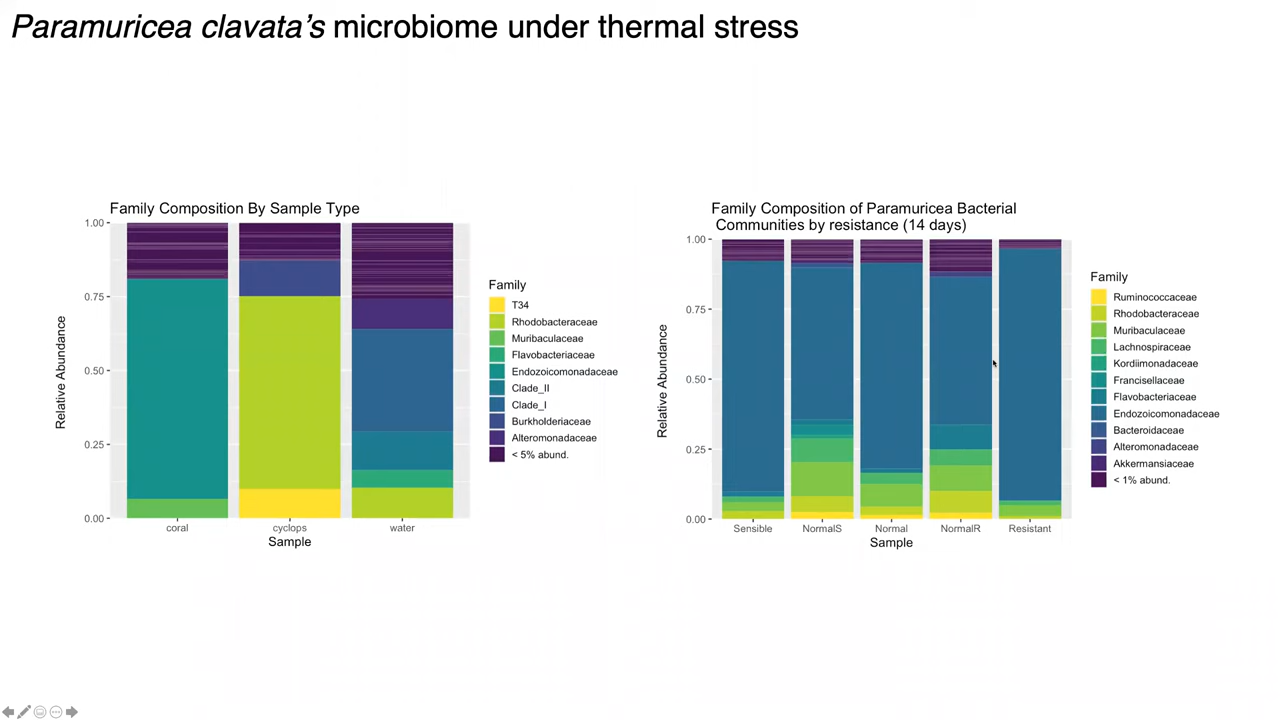 Paramuricea clavata's microbiome under thermal stress
Family Composition By Sample Type
1.00
0.75
0.50
0.25
0.00
Relative Abundance
coral
cyclops
water
Sample
Family
T34
Rhodobacteraceae
Muribaculaceae
Flavobacteriaceae
Endozoicomonadaceae
Clade_II
Clade_I
Burkholderiaceae
Alteromonadaceae
< 5% abund.
Family Composition of Paramuricea Bacterial
Communities by resistance (14 days)
1.00
0.75
0.50
0.25
0.00
Relative Abundance
Sensible
NormalS
Normal
NormalR
Resistant
Sample
Family
Ruminococcaceae
Rhodobacteraceae
Muribaculaceae
Lachnospiraceae
Kordiimonadaceae
Francisellaceae
Flavobacteriaceae
Endozoicomonadaceae
Bacteroidaceae
Alteromonadaceae
Akkermansiaceae
< 1% abund.